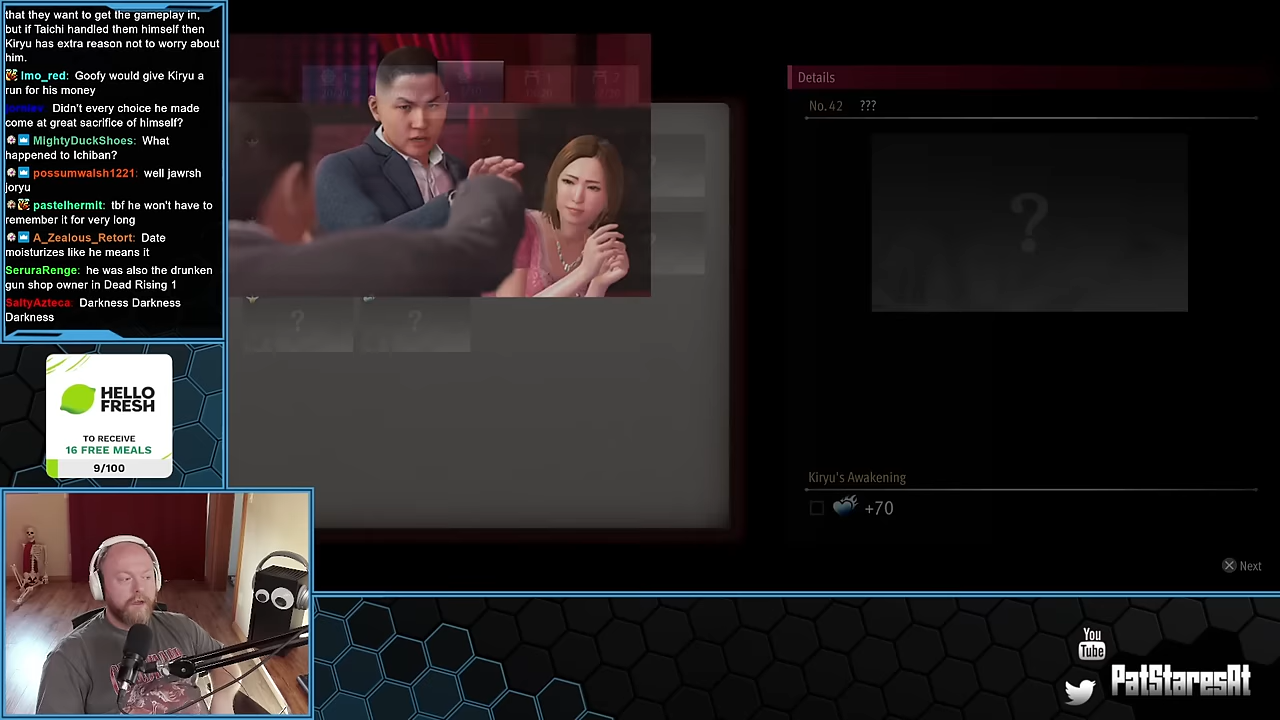 that they want to get the gameplay in,
but if Taichi handled them himself then
Kiryu has extra reason not to worry about
him.
lmo_red: Goofy would give Kiryu a
run for his money
Didn't every choice he made
come at great sacrifice of himself?
MightyDuckShoes: What
happened to Ichiban?
possumwalsh1221: well jawrsh
joryu
pastelhermit: tbf he won't have to
remember it for very long
A_Zealous_Retort: Date
moisturizes like he means it
SeruraRenge: he was also the drunken
gun shop owner in Dead Rising 1
SaltyAzteca: Darkness Darkness
Darkness
HELLO
FRESH
TO RECEIVE
16 FREE MEALS
9/100
Details
No. 42 ???
?
? ?
Kiryu's Awakening
+70
Next
You
Tube
PatStaresAt